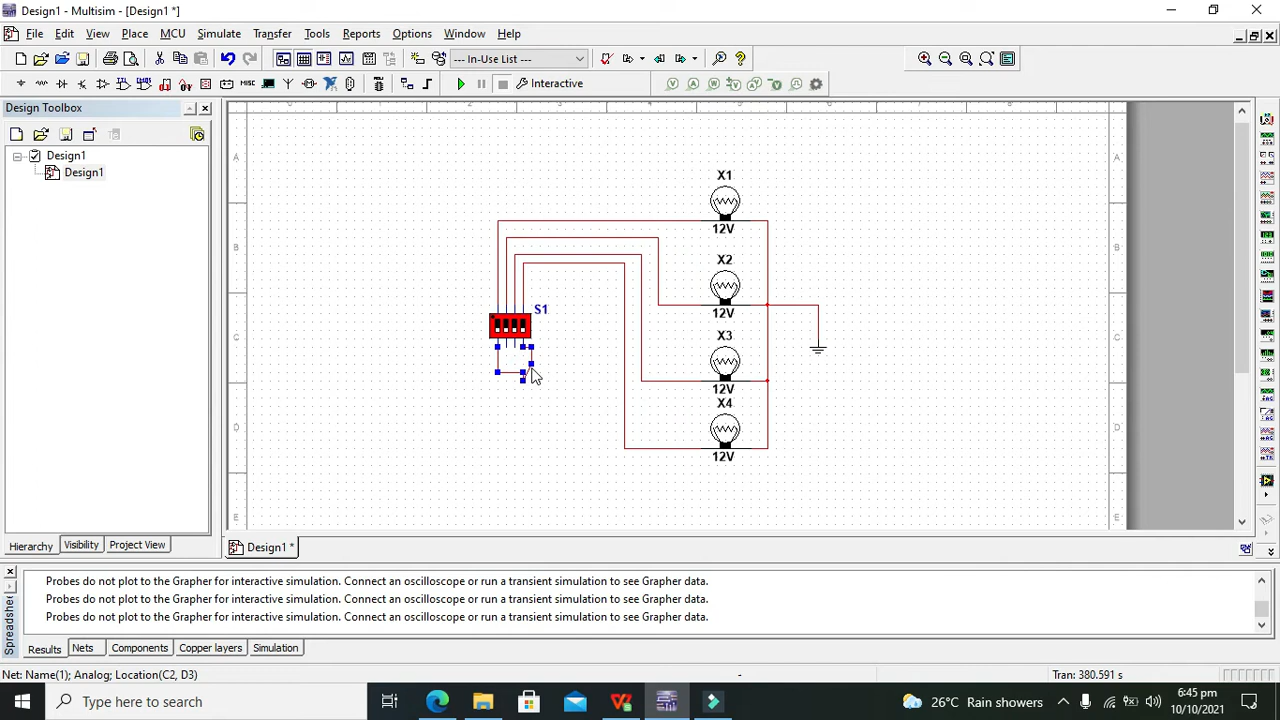 Design1 - Multisim - [Design1 *]
File Edit View Place MCU Simulate Transfer Tools Reports Options Window Help
--- In-Use List ---
MISC
Interactive
Design Toolbox
Design1
Design1
Hierarchy Visibility Project View
A
B
C
D
A
B
C
D
X1
12V
X2
12V
S1
X3
12V
X4
12V
Design1 *
Probes do not plot to the Grapher for interactive simulation. Connect an oscilloscope or run a transient simulation to see Grapher data.
Probes do not plot to the Grapher for interactive simulation. Connect an oscilloscope or run a transient simulation to see Grapher data.
Probes do not plot to the Grapher for interactive simulation. Connect an oscilloscope or run a transient simulation to see Grapher data.
Results Nets Components Copper layers Simulation
Net: Name(1); Analog; Location(C2, D3)
-
Tran: 380.591 s
Type here to search
26°C Rain showers
6:45 pm
10/10/2021